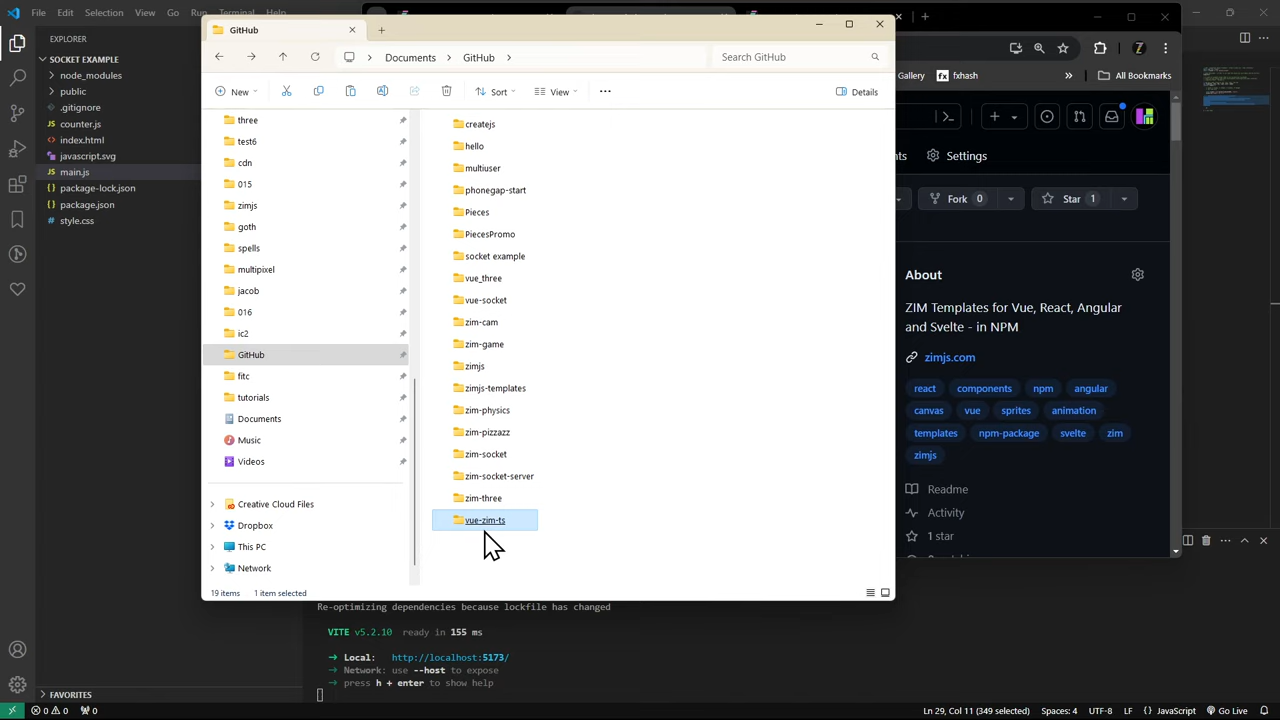 File Edit Selection View Go Run
EXPLORER
SOCKET EXAMPLE
node_modules
public
.gitignore
counter.js
index.html
javascript.svg
main.js
package-lock.json
package.json
style.css
FAVORITES
GitHub
Documents
GitHub
Search GitHub
New
Sort
View
Details
three
test6
cdn
015
zimjs
goth
spells
multipixel
jacob
016
ic2
GitHub
fitc
tutorials
Documents
Music
Videos
Creative Cloud Files
Dropbox
This PC
Network
createjs
hello
multiuser
phonegap-start
Pieces
PiecesPromo
socket example
vue_three
vue-socket
zim-cam
zim-game
zimjs
zimjs-templates
zim-physics
zim-pizzazz
zim-socket
zim-socket-server
zim-three
vue-zim-ts
19 items 1 item selected
Gallery fx Bhash » All Bookmarks
Settings
Fork 0 Star 1
About
ZIM Templates for Vue, React, Angular
and Svelte - in NPM
zimjs.com
react components npm angular
canvas vue sprites animation
templates npm-package svelte zim
zimjs
Readme
Activity
1 star
Re-optimizing dependencies because lockfile has changed
VITE v5.2.10 ready in 155 ms
➜ Local: http://localhost:5173/
➜ Network: use --host to expose
➜ press h + enter to show help
0 0 0 Ln 29, Col 11 (349 selected) Spaces: 4 UTF-8 LF {} JavaScript Go Live